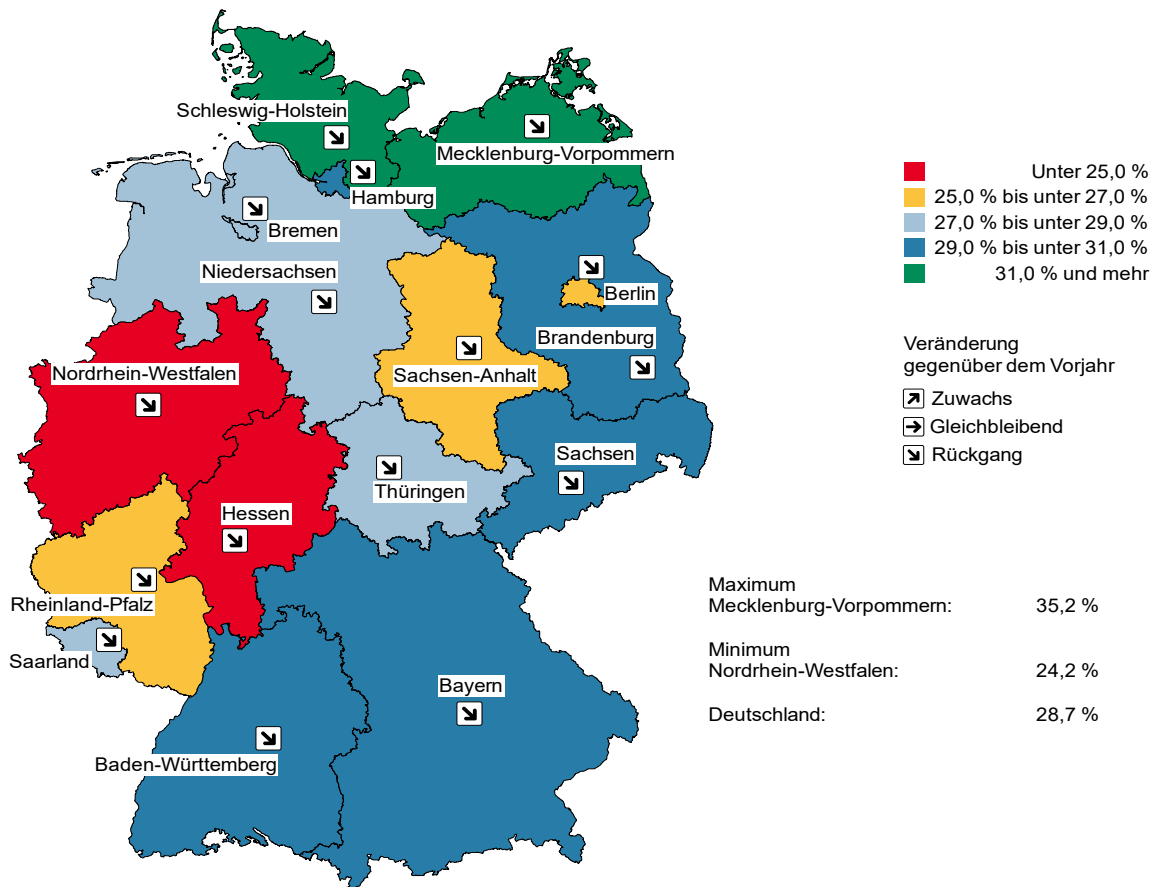 Schleswig-Holstein
Mecklenburg-Vorpommern
Hamburg
Bremen
Niedersachsen
Berlin
Brandenburg
Nordrhein-Westfalen
Sachsen-Anhalt
Sachsen
Thüringen
Hessen
Rheinland-Pfalz
Saarland
Bayern
Baden-Württemberg
Unter 25,0 %
25,0 % bis unter 27,0 %
27,0 % bis unter 29,0 %
29,0 % bis unter 31,0 %
31,0 % und mehr
Veränderung
gegenüber dem Vorjahr
Zuwachs
Gleichbleibend
Rückgang
Maximum
Mecklenburg-Vorpommern: 35,2 %
Minimum
Nordrhein-Westfalen: 24,2 %
Deutschland: 28,7 %